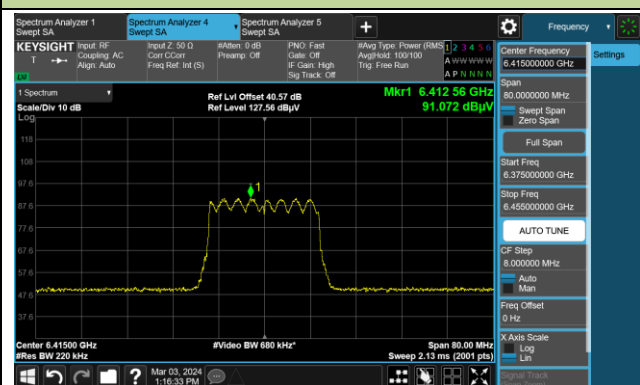 Spectrum Analyzer 1
Swept SA
Spectrum Analyzer 4
Swept SA
Spectrum Analyzer 5
Swept SA
+
Frequency
KEYSIGHT
Input: RF
Coupling: AC
Align: Auto
Input Z: 50 Ω
Corr CCorr
Freq Ref: Int (S)
#Atten: 0 dB
Preamp: Off
PNO: Fast
Gate: Off
IF Gain: High
Sig Track: Off
#Avg Type: Power (RMS
Avg|Hold: 100/100
Trig: Free Run
1 2 3 4 5 6
A W W W W W
A P N N N N
T
LXI
1 Spectrum
Scale/Div 10 dB
Log
Ref Lvl Offset 40.57 dB
Ref Level 127.56 dBµV
Mkr1 6.412 56 GHz
91.072 dBµV
118
108
97.6
87.6
77.6
67.6
57.6
47.6
37.6
1
Center 6.41500 GHz
#Res BW 220 kHz
#Video BW 680 kHz*
Span 80.00 MHz
Sweep 2.13 ms (2001 pts)
Mar 03, 2024
1:16:33 PM
Center Frequency
6.415000000 GHz
Settings
Span
80.0000000 MHz
Swept Span
Zero Span
Full Span
Start Freq
6.375000000 GHz
Stop Freq
6.455000000 GHz
AUTO TUNE
CF Step
8.000000 MHz
Auto
Man
Freq Offset
0 Hz
X Axis Scale
Log
Lin
Signal Track